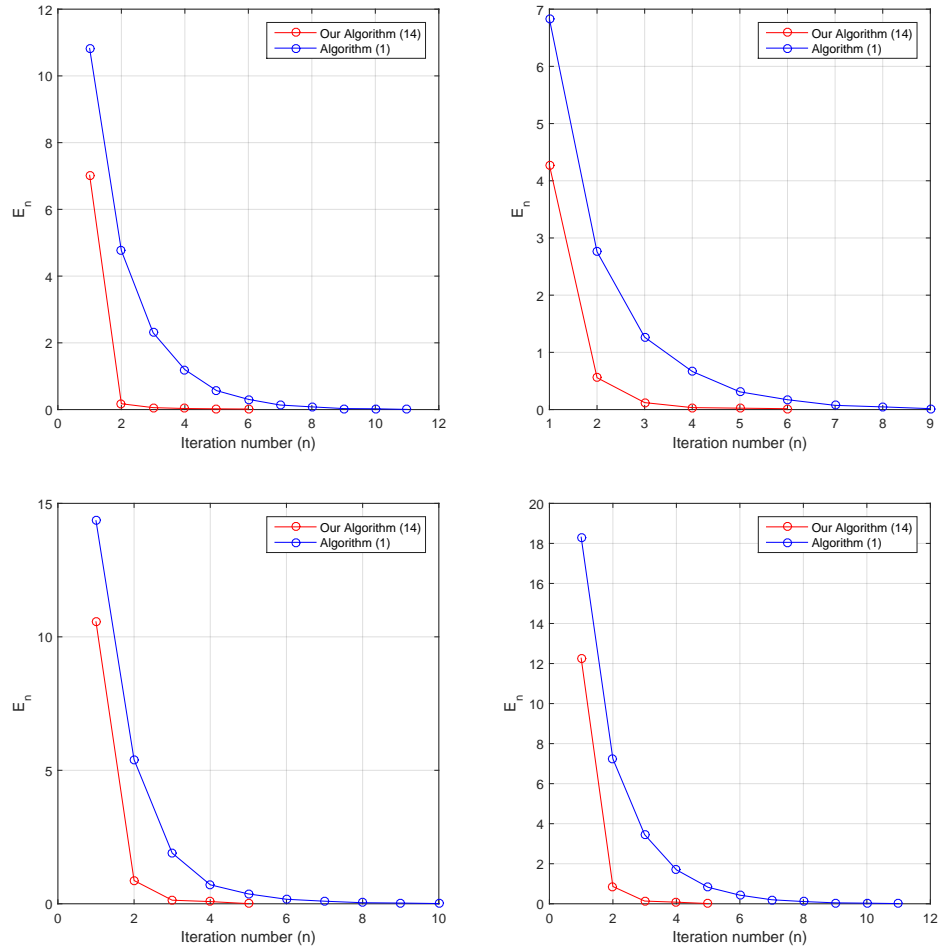 12
10
8
6
4
2
0
E_n
0 2 4 6 8 10 12
Iteration number (n)
Our Algorithm (14)
Algorithm (1)
7
6
5
4
3
2
1
0
E_n
1 2 3 4 5 6 7 8 9
Iteration number (n)
Our Algorithm (14)
Algorithm (1)
15
10
5
0
E_n
0 2 4 6 8 10
Iteration number (n)
Our Algorithm (14)
Algorithm (1)
20
18
16
14
12
10
8
6
4
2
0
E_n
0 2 4 6 8 10 12
Iteration number (n)
Our Algorithm (14)
Algorithm (1)